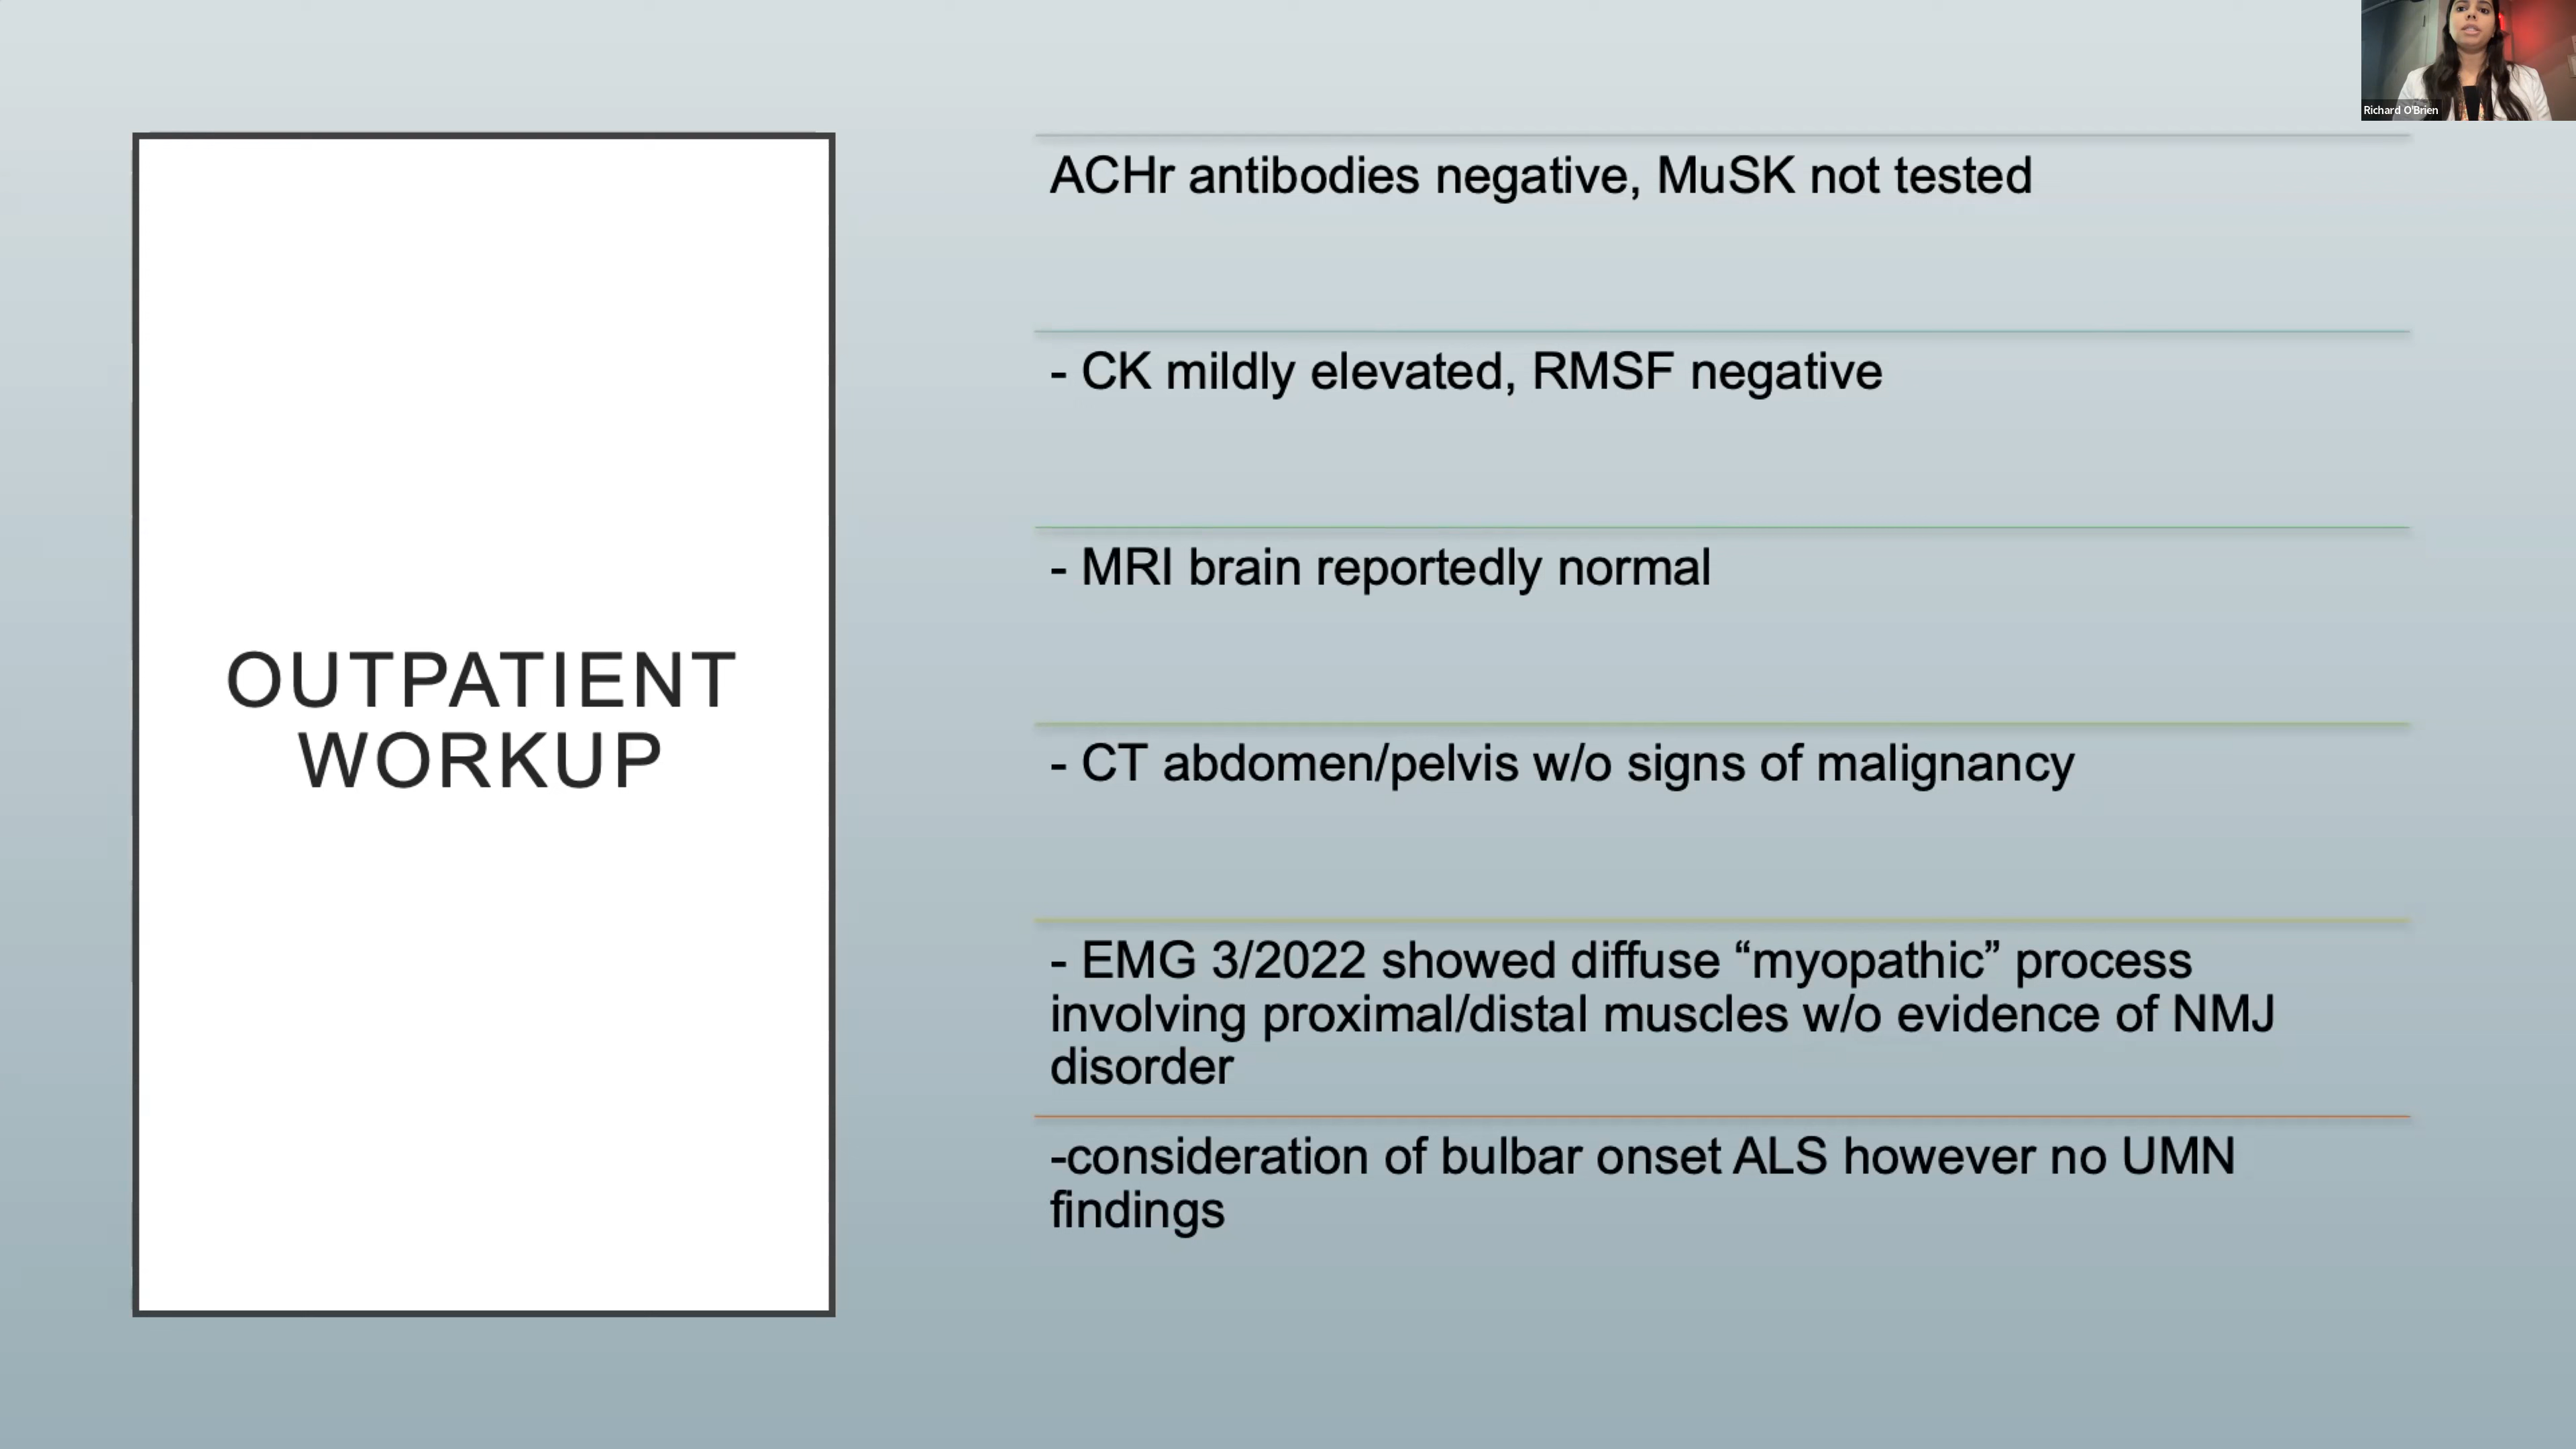 Richard O'Brien
OUTPATIENT
WORKUP
ACHr antibodies negative, MuSK not tested
- CK mildly elevated, RMSF negative
- MRI brain reportedly normal
- CT abdomen/pelvis w/o signs of malignancy
- EMG 3/2022 showed diffuse “myopathic” process
involving proximal/distal muscles w/o evidence of NMJ
disorder
-consideration of bulbar onset ALS however no UMN
findings